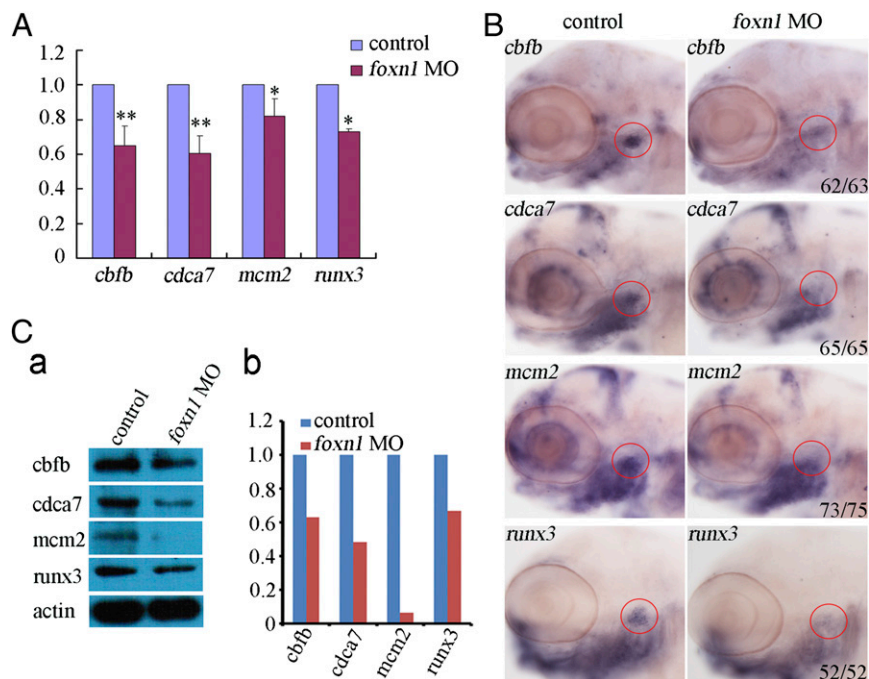 A
control
foxn1 MO
1.2
1.0
0.8
0.6
0.4
0.2
0
** ** * *
cbfb cdca7 mcm2 runx3
B
control foxn1 MO
cbfb cbfb
62/63
cdca7 cdca7
65/65
mcm2 mcm2
73/75
runx3 runx3
52/52
C
a
control foxn1 MO
cbfb
cdca7
mcm2
runx3
actin
b
control
foxn1 MO
1.2
1.0
0.8
0.6
0.4
0.2
0
cbfb cdca7 mcm2 runx3